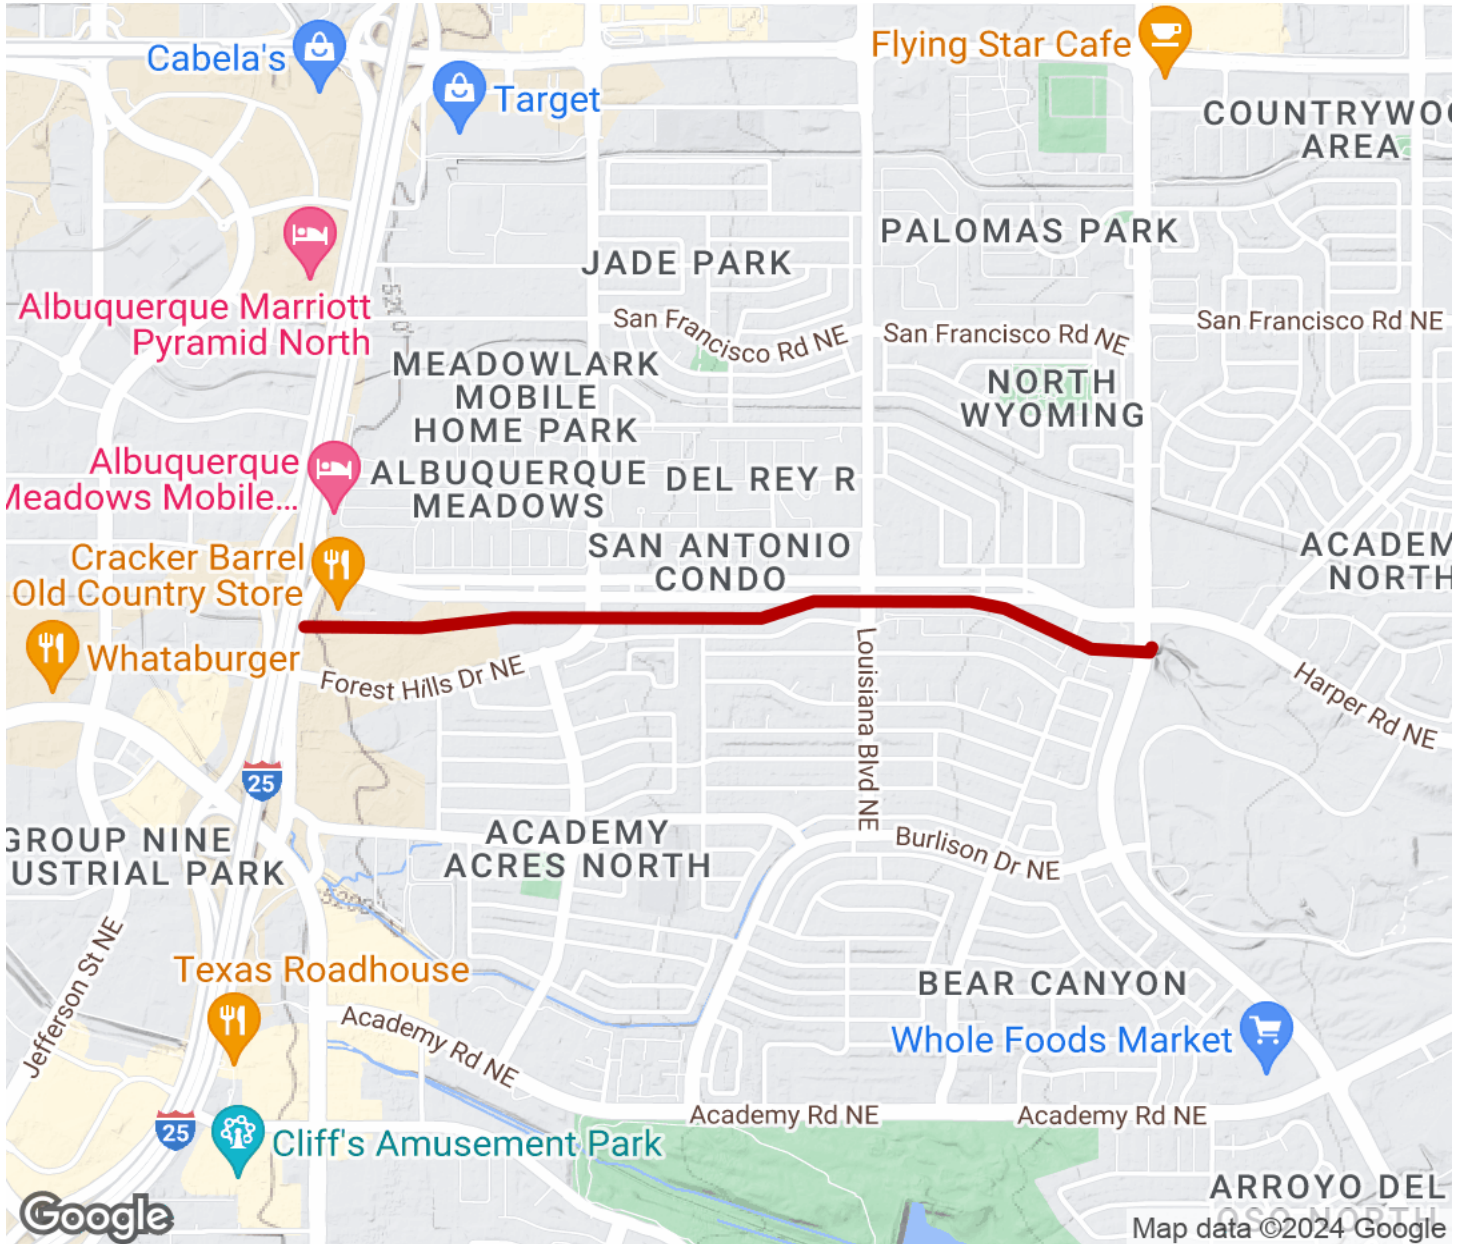 Cabela's
Target
Flying Star Cafe
COUNTRYWOO
AREA
PALOMAS PARK
JADE PARK
Albuquerque Marriott
Pyramid North
San Francisco Rd NE
San Francisco Rd NE
San Francisco Rd NE
MEADOWLARK
MOBILE
HOME PARK
NORTH
WYOMING
Albuquerque
Meadows Mobile...
ALBUQUERQUE
MEADOWS
DEL REY R
SAN ANTONIO
CONDO
ACADEM
NORTH
Cracker Barrel
Old Country Store
Whataburger
Forest Hills Dr NE
Louisiana Blvd NE
Harper Rd NE
25
GROUP NINE
USTRIAL PARK
ACADEMY
ACRES NORTH
Burlison Dr NE
5200
Jefferson St NE
Texas Roadhouse
BEAR CANYON
Academy Rd NE
Whole Foods Market
25
Academy Rd NE
Academy Rd NE
Cliff's Amusement Park
ARROYO DEL
OSO NORTH
Google
Map data ©2024 Google